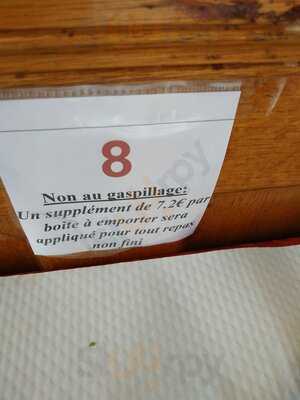 8
Non au gaspillage:
Un supplément de 7.2€ par
boîte à emporter sera
appliqué pour tout repas
non fini